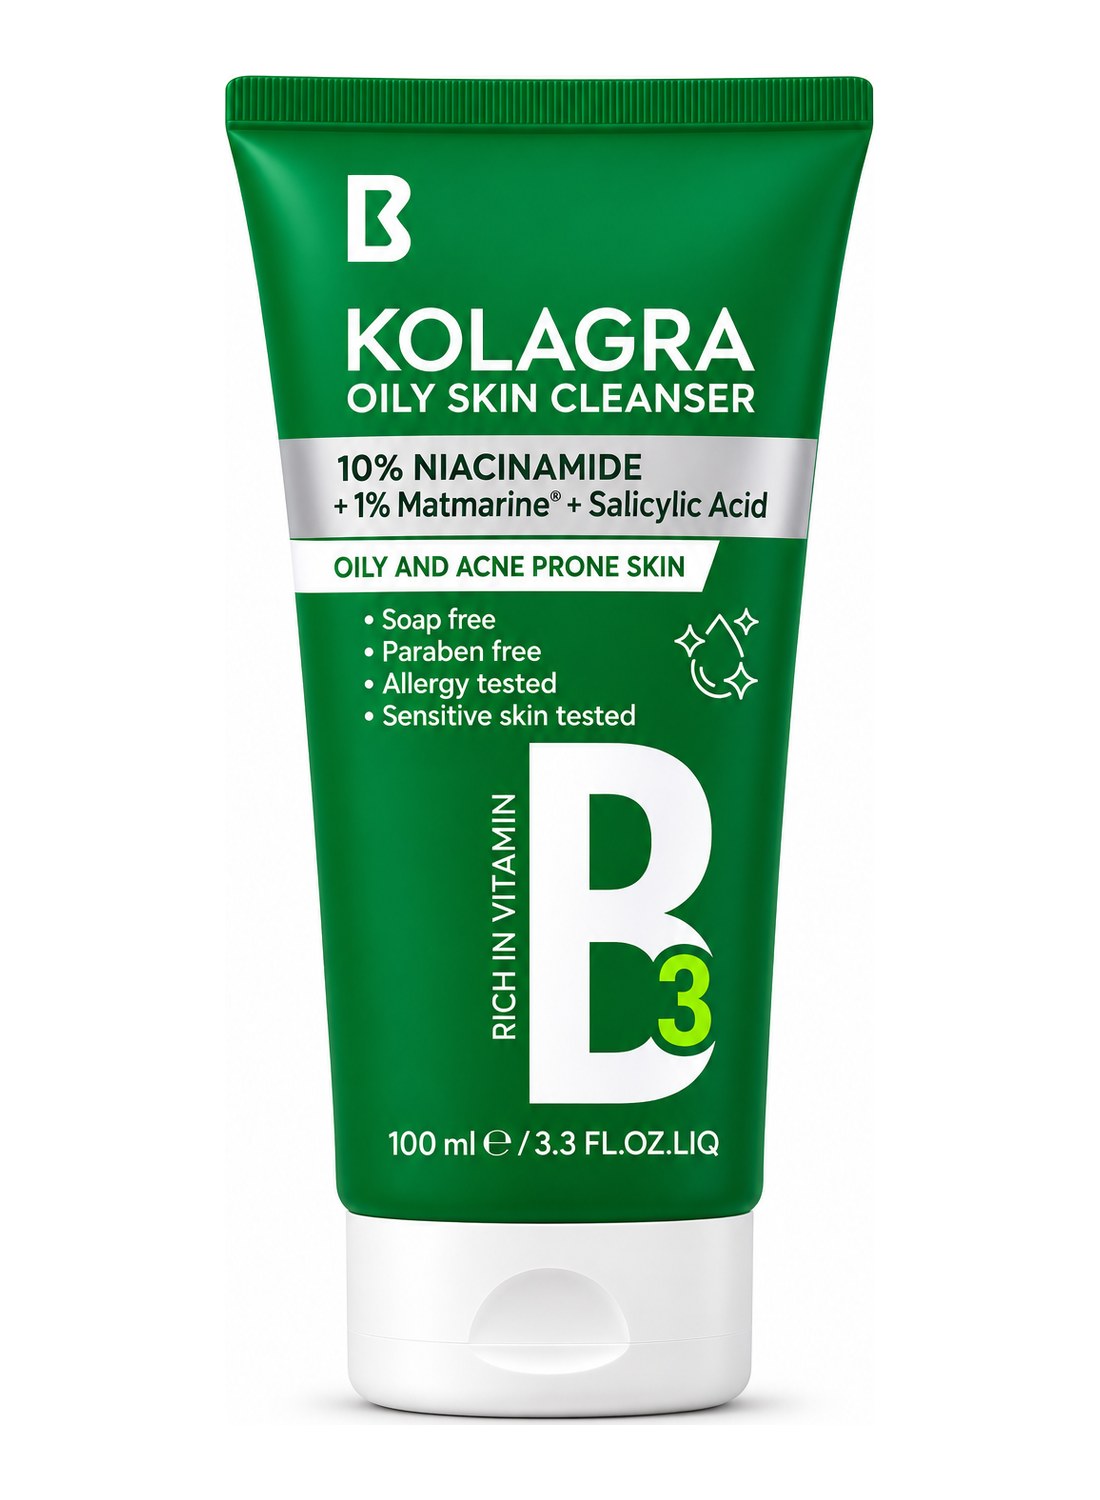 B
KOLAGRA
OILY SKIN CLEANSER
10% NIACINAMIDE
+ 1% Matmarine® + Salicylic Acid
OILY AND ACNE PRONE SKIN
• Soap free
• Paraben free
• Allergy tested
• Sensitive skin tested
RICH IN VITAMIN
B3
100 ml ℮ / 3.3 FL.OZ.LIQ